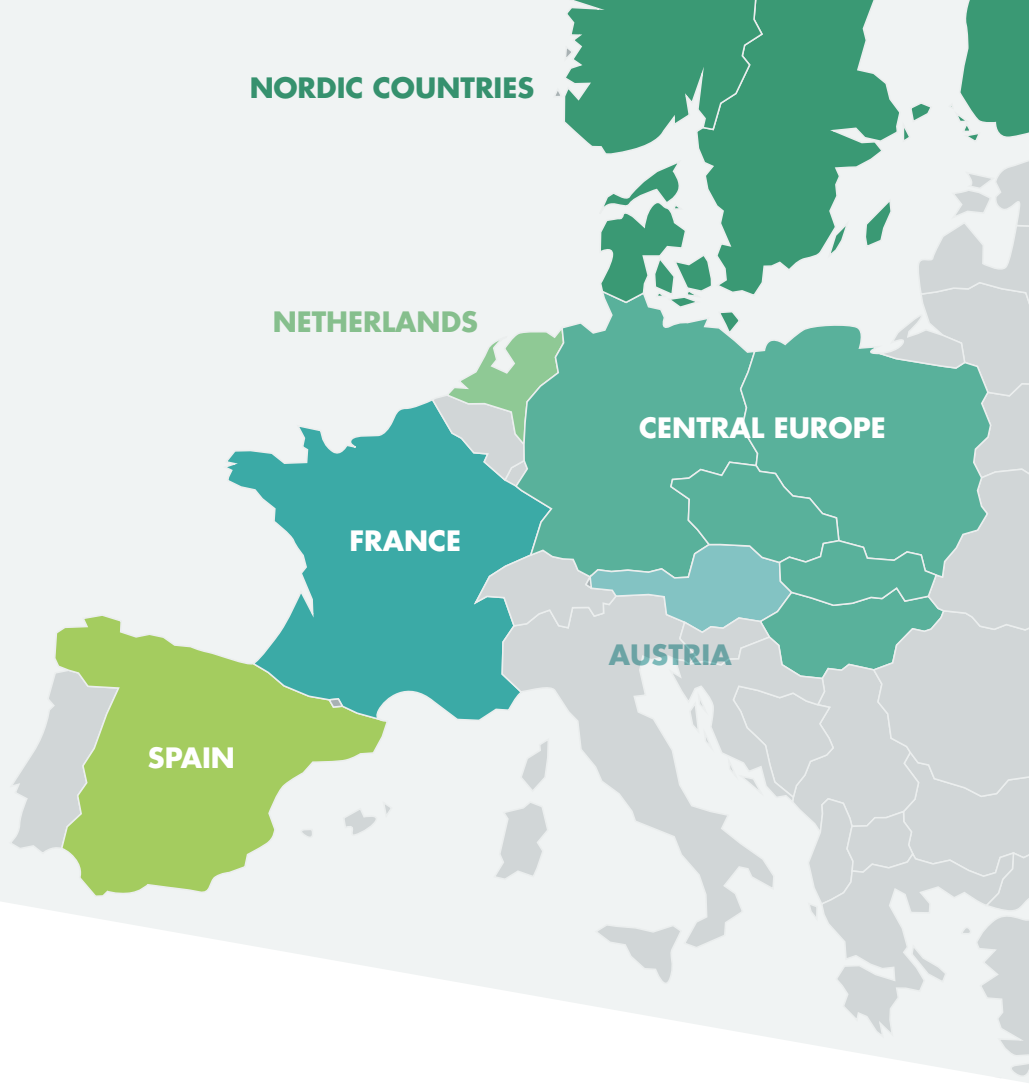 NORDIC COUNTRIES
NETHERLANDS
CENTRAL EUROPE
FRANCE
AUSTRIA
SPAIN